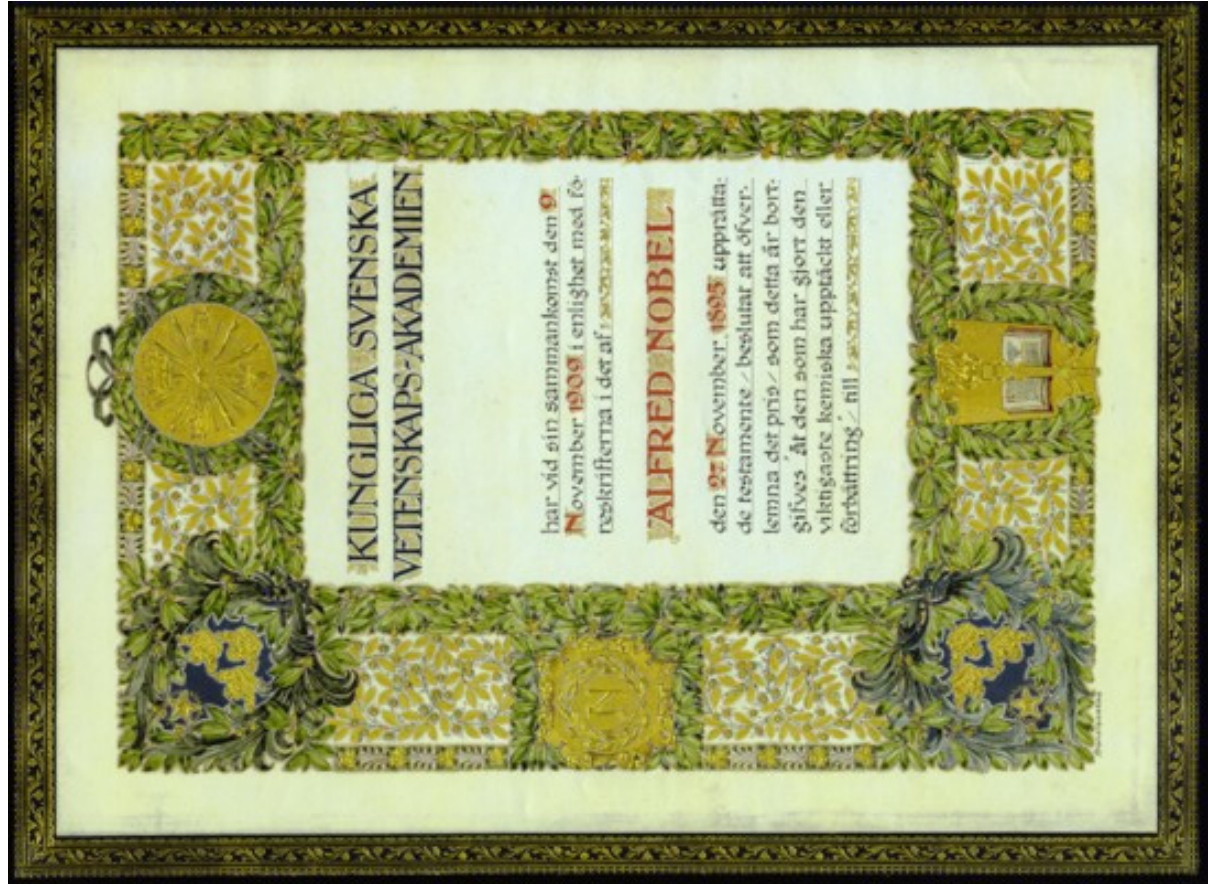 KUNGLIGA SVENSKA
VETENSKAPS-AKADEMIEN
har vid sin sammankomst den 9
November 1909 i enlighet med fö-
reskrifterna i det af
ALFRED NOBEL
den 27 November 1895 upprätta-
de testamente / beslutat att öfver-
lemna det pris / som detta år bort-
gifves åt den som har gjort den
viktigaste kemiska upptäckt eller
förbättring / till
N